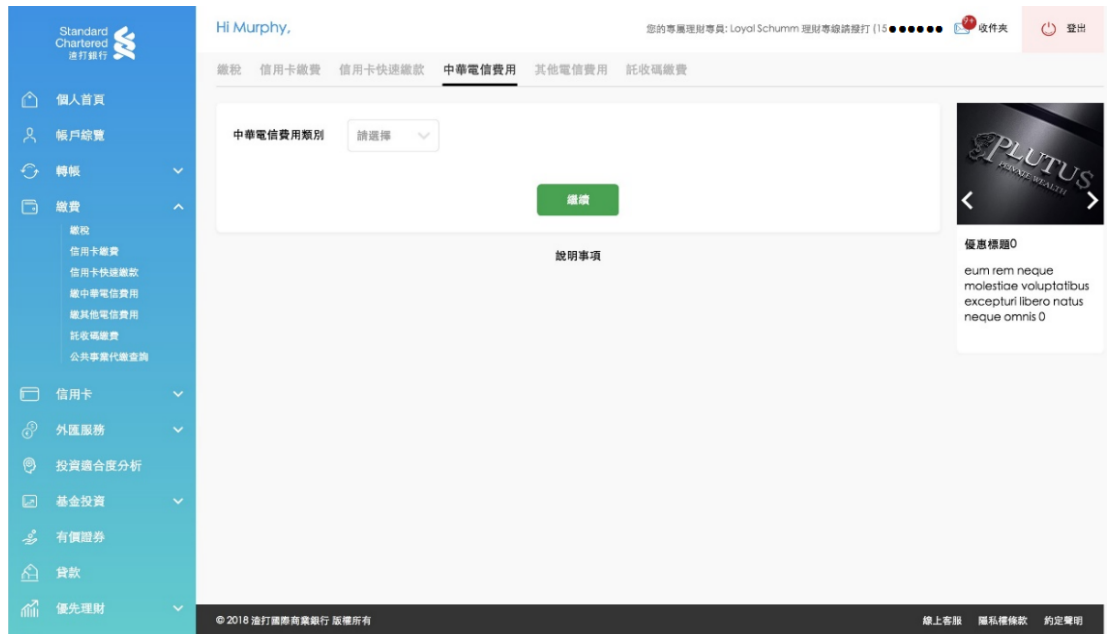 Standard
Chartered
渣打銀行
Hi Murphy,
您的專屬理財專員: Loyal Schumm 理財專線請撥打 (15●●●●●●
收件夾
登出
繳稅 信用卡繳費 信用卡快速繳款 中華電信費用 其他電信費用 託收碼繳費
個人首頁
帳戶綜覽
轉帳
繳費
繳稅
信用卡繳費
信用卡快速繳款
繳中華電信費用
繳其他電信費用
託收碼繳費
公共事業代繳查詢
信用卡
外匯服務
投資適合度分析
基金投資
有價證券
貸款
優先理財
中華電信費用類別 請選擇
繼續
說明事項
PLUTUS
PRIVATE WEALTH
優惠標題0
eum rem neque
molestiae voluptatibus
excepturi libero natus
neque omnis 0
© 2018 渣打國際商業銀行 版權所有
線上客服 隱私權條款 約定聲明